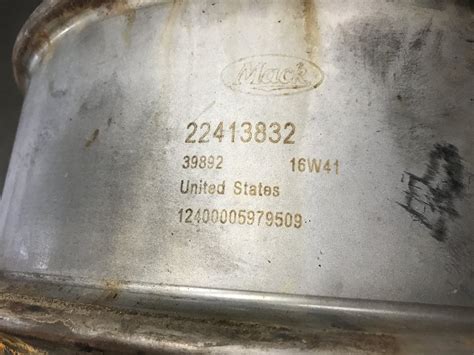 Mack
22413832
39892 16W41
United States
12400005979509